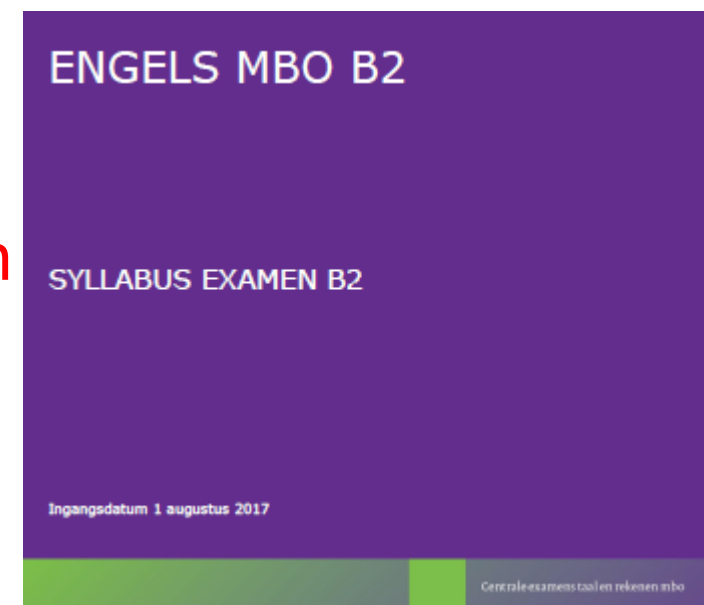 ENGELS MBO B2
n
SYLLABUS EXAMEN B2
Ingangsdatum 1 augustus 2017
Centrale examens taal en rekenen mbo